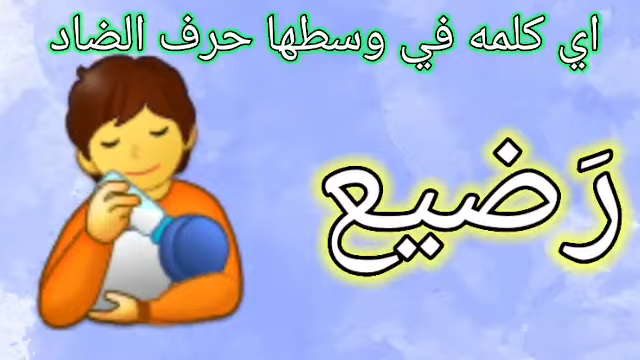 اي كلمه في وسطها حرف الضاد
رَضيع